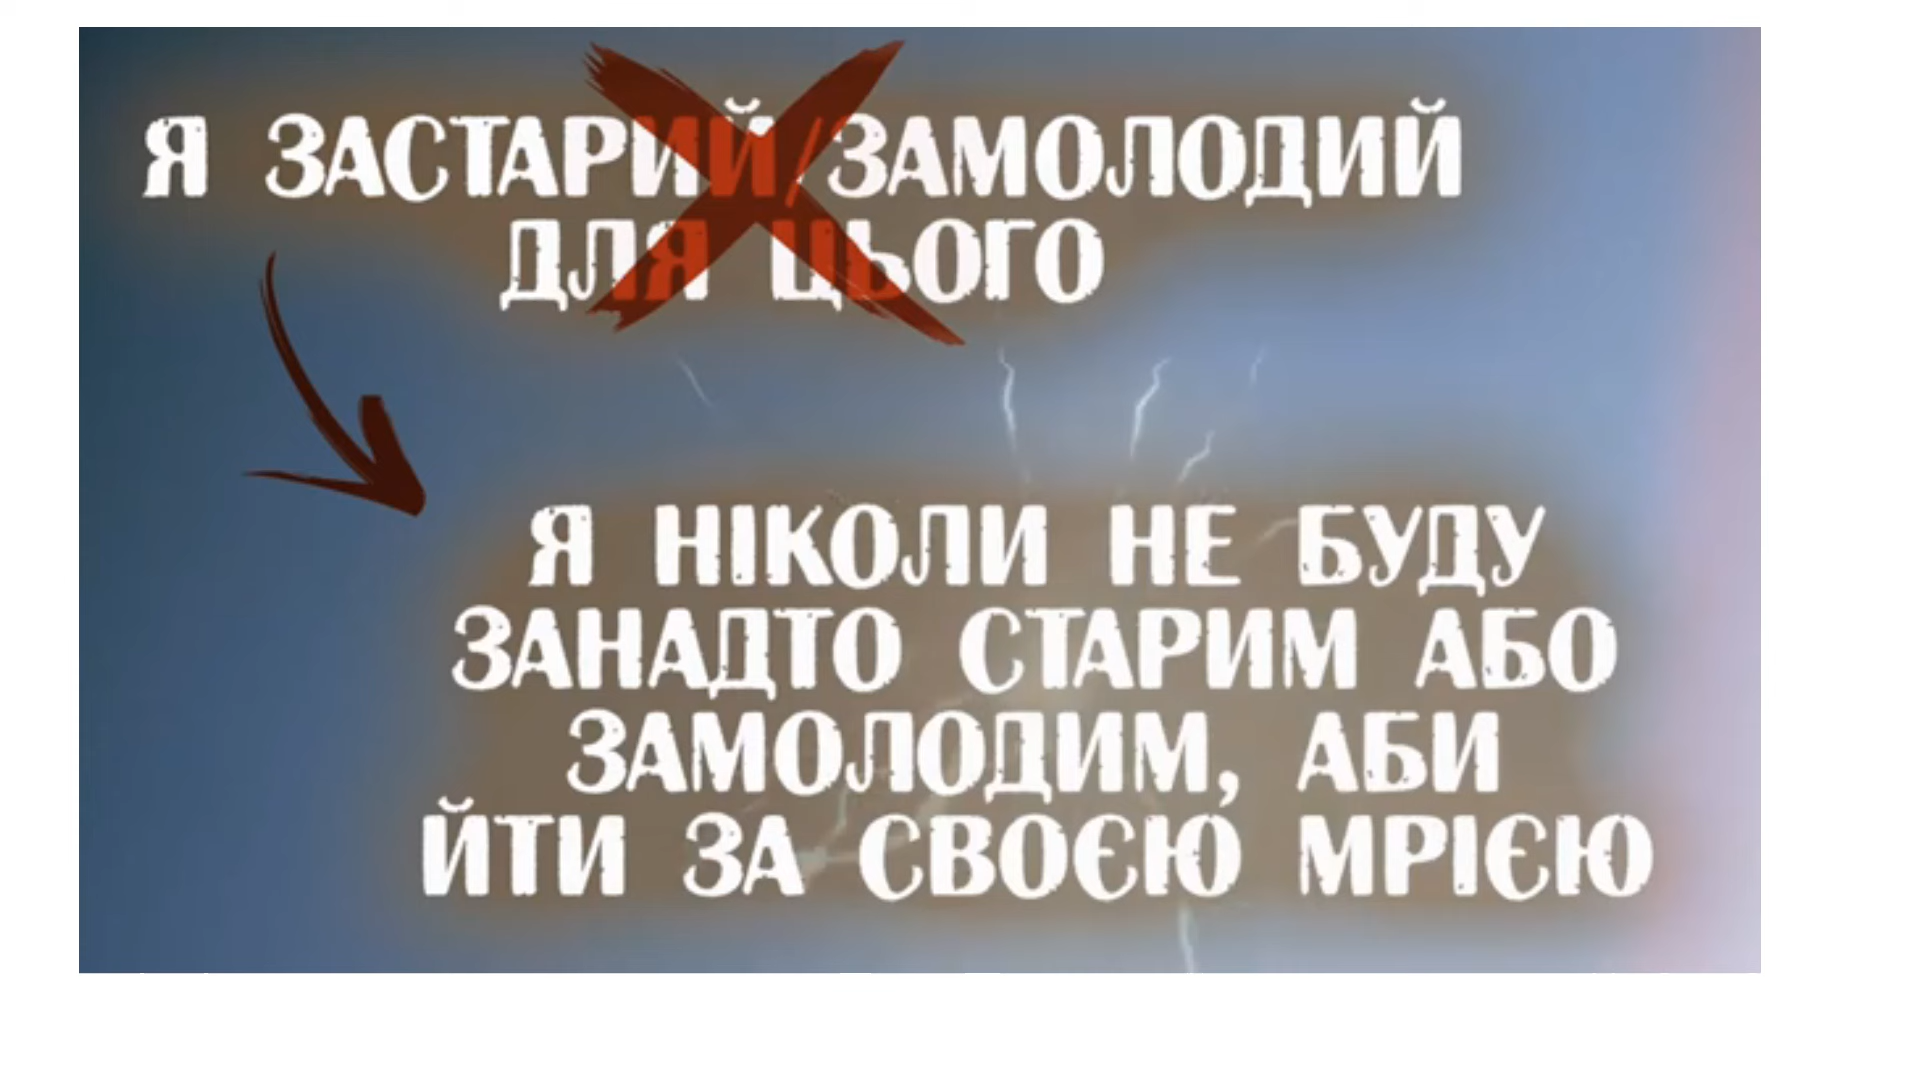 Я ЗАСТАРИЙ/ЗАМОЛОДИЙ
ДЛЯ ЦЬОГО
Я НІКОЛИ НЕ БУДУ
ЗАНАДТО СТАРИМ АБО
ЗАМОЛОДИМ, АБИ
ЙТИ ЗА СВОЄЮ МРІЄЮ